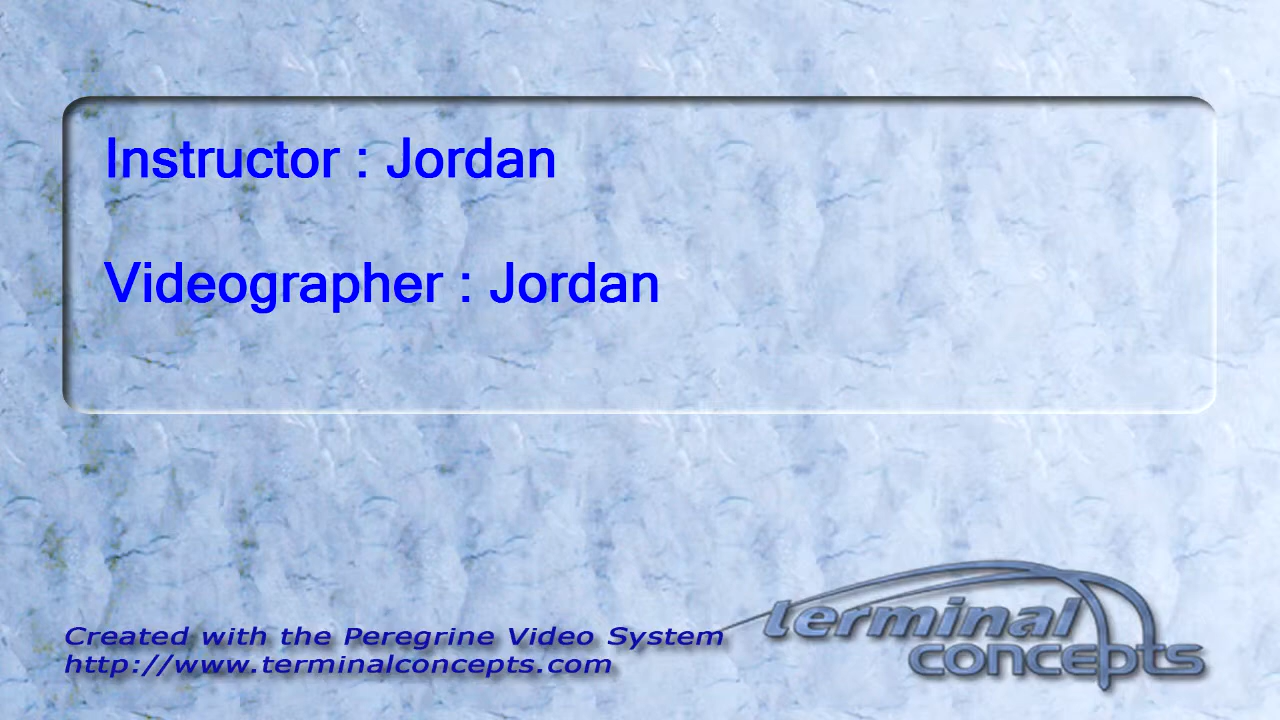 Instructor : Jordan
Videographer : Jordan
Created with the Peregrine Video System
http://www.terminalconcepts.com
terminal
concepts